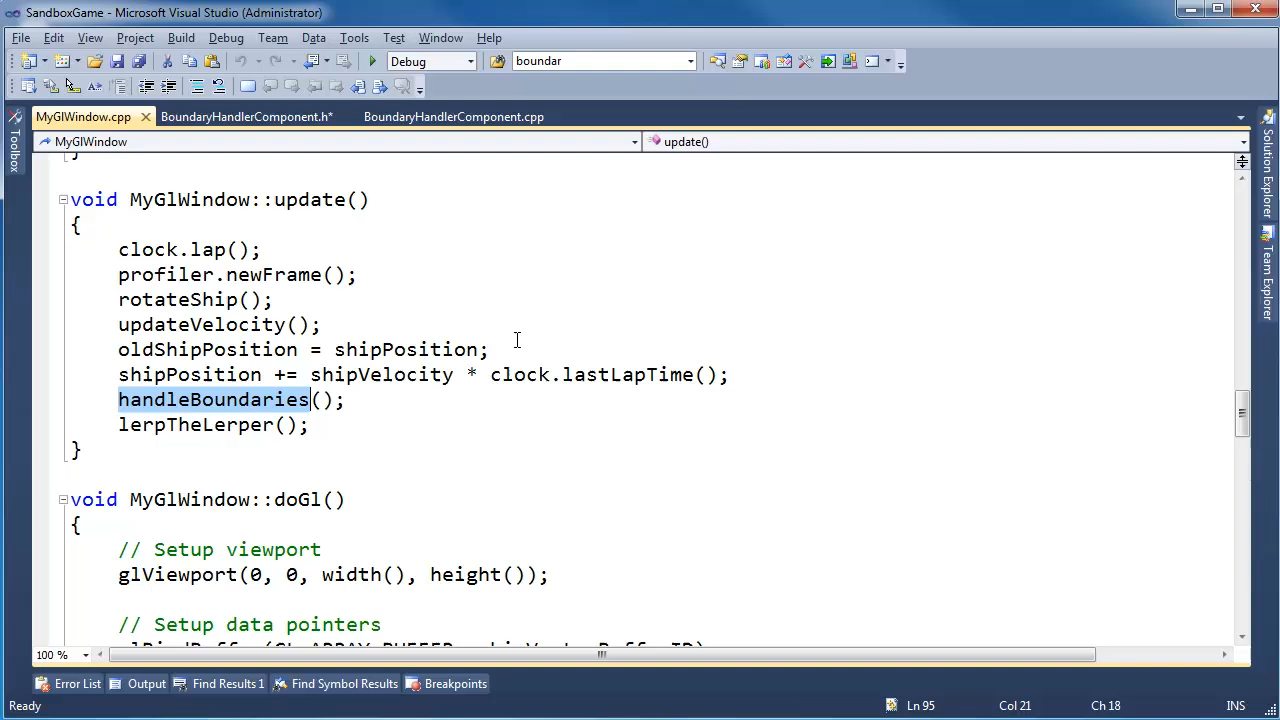 SandboxGame - Microsoft Visual Studio (Administrator)
File Edit View Project Build Debug Team Data Tools Test Window Help
Debug boundar
MyGlWindow.cpp BoundaryHandlerComponent.h* BoundaryHandlerComponent.cpp
MyGlWindow update()
}
void MyGlWindow::update()
{
clock.lap();
profiler.newFrame();
rotateShip();
updateVelocity();
oldShipPosition = shipPosition;
shipPosition += shipVelocity * clock.lastLapTime();
handleBoundaries();
lerpTheLerper();
}
void MyGlWindow::doGl()
{
// Setup viewport
glViewport(0, 0, width(), height());
// Setup data pointers
100 %
Toolbox
Solution Explorer
Team Explorer
Error List Output Find Results 1 Find Symbol Results Breakpoints
Ready Ln 95 Col 21 Ch 18 INS